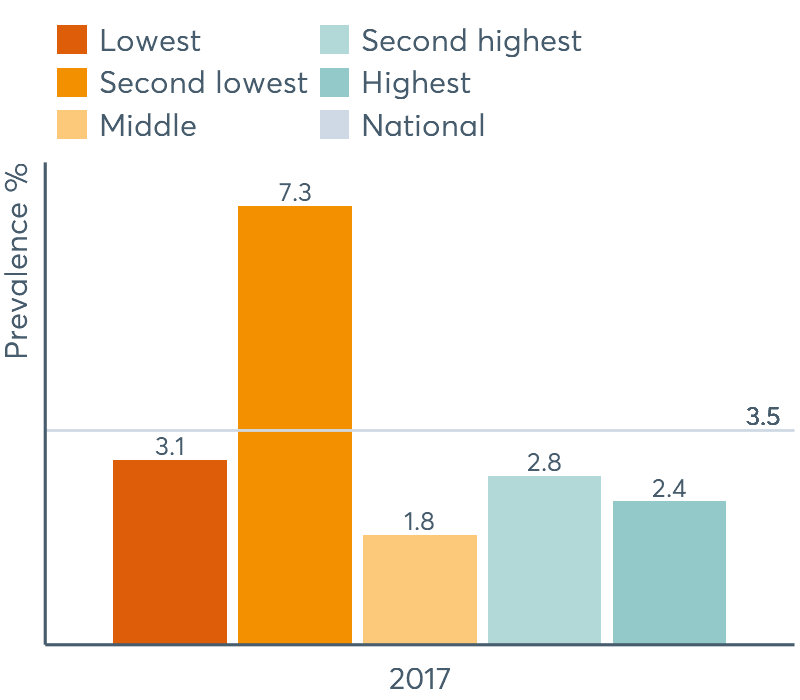 Lowest
Second lowest
Middle
Second highest
Highest
National
Prevalence %
7.3
3.5
3.1
2.8
2.4
1.8
2017